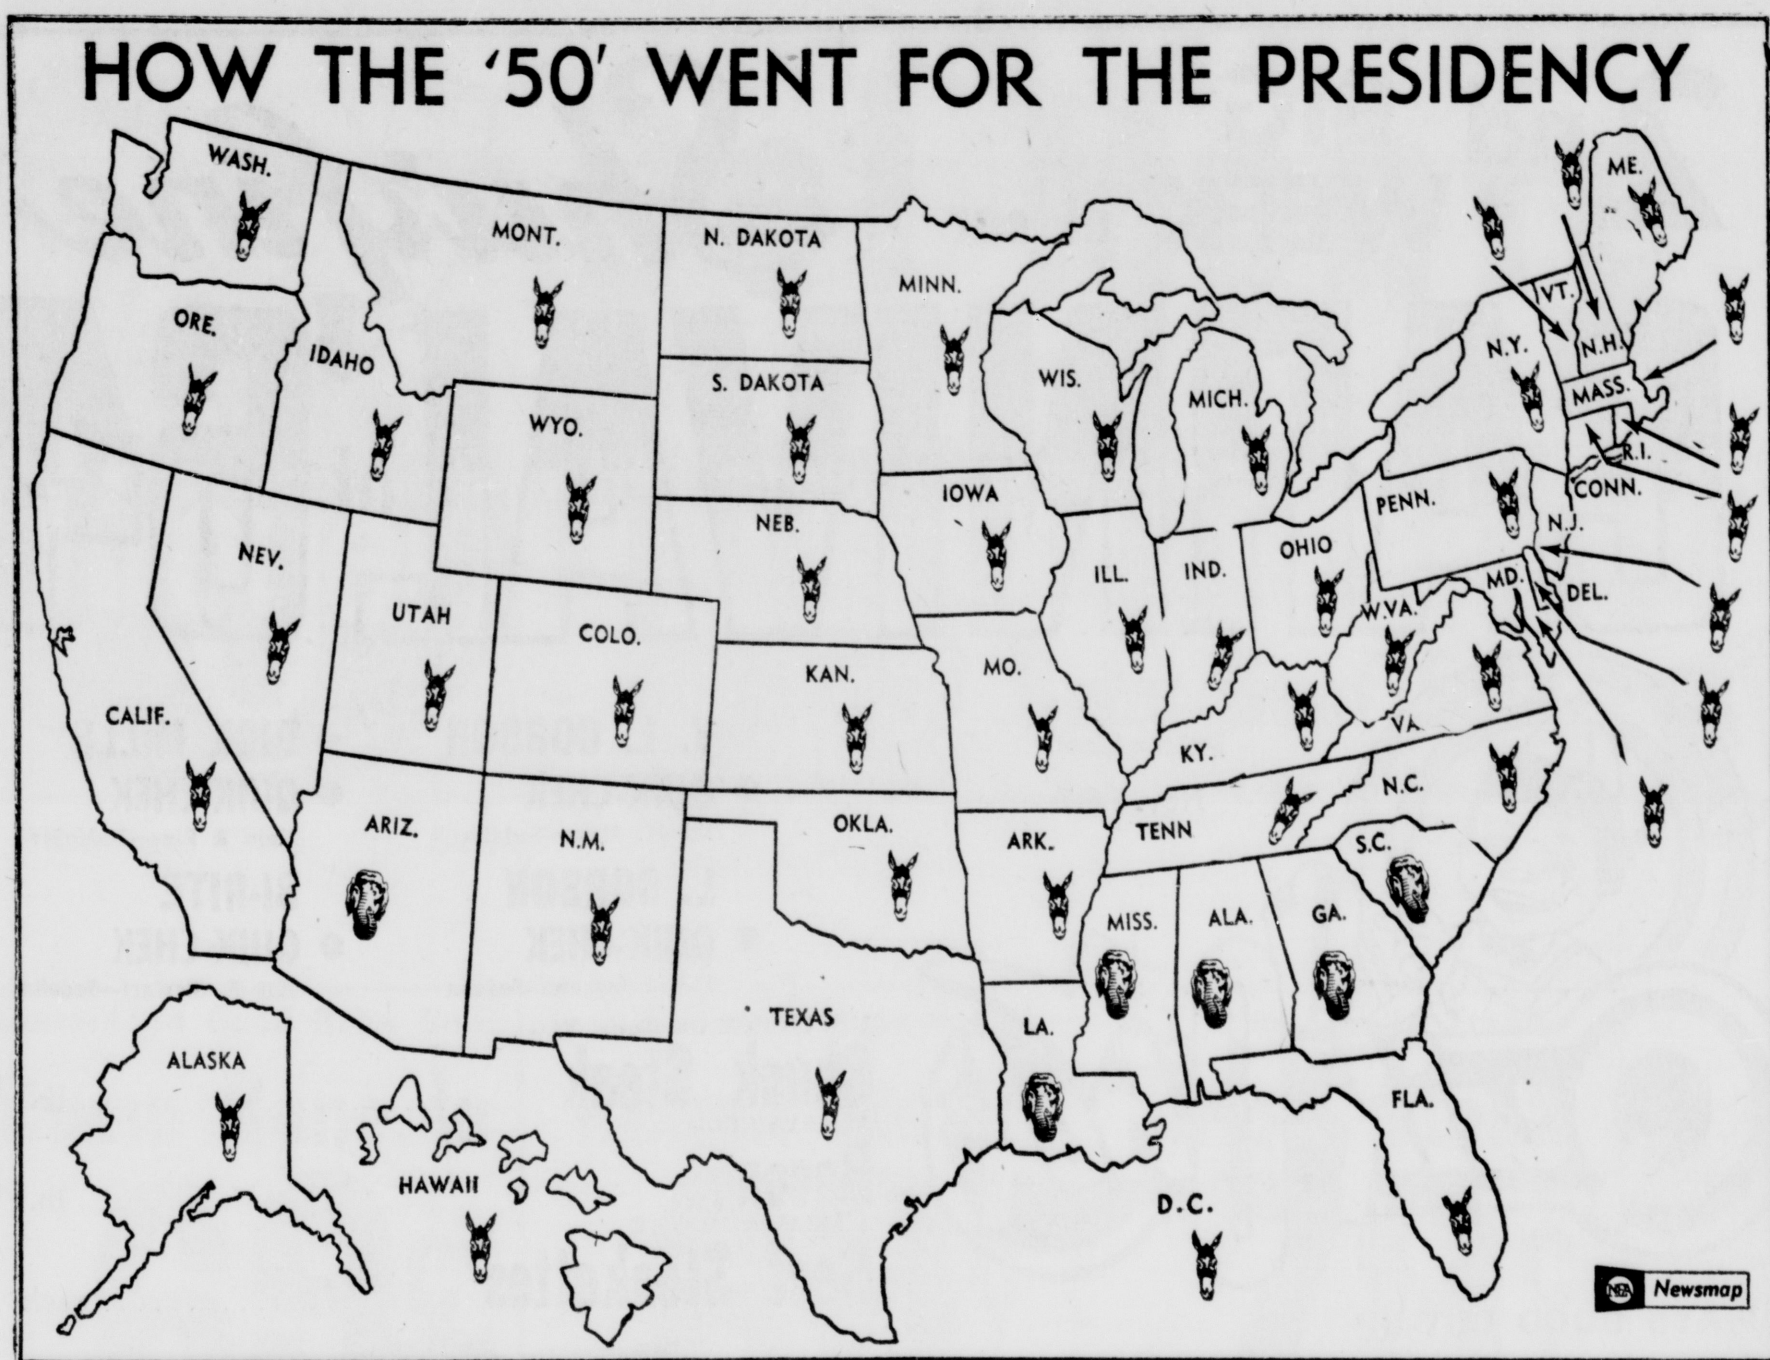 HOW THE '50' WENT FOR THE PRESIDENCY
WASH.
MONT.
N. DAKOTA
MINN.
ME.
ORE.
IDAHO
S. DAKOTA
WIS.
MICH.
N.Y.
VT.
N.H.
MASS.
WYO.
IOWA
R.I.
CONN.
NEV.
NEB.
PENN.
N.J.
UTAH
COLO.
ILL.
IND.
OHIO
W.VA.
MD.
DEL.
CALIF.
KAN.
MO.
KY.
VA.
ARIZ.
N.M.
OKLA.
ARK.
TENN
N.C.
S.C.
MISS.
ALA.
GA.
TEXAS
LA.
ALASKA
HAWAII
FLA.
D.C.
NEA Newsmap